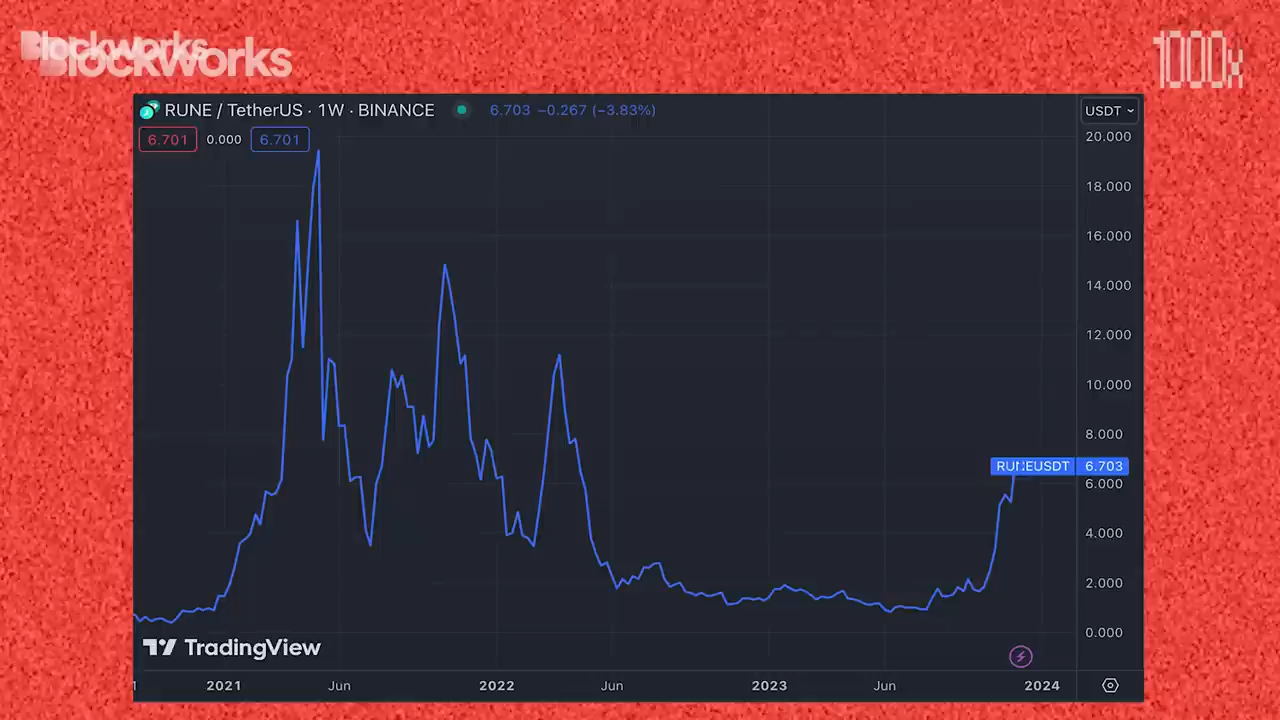 Blockworks
Blockworks
1000x
RUNE / TetherUS · 1W · BINANCE
6.703 −0.267 (−3.83%)
USDT
6.701 0.000 6.701
20.000
18.000
16.000
14.000
12.000
10.000
8.000
RUNEUSDT 6.703
6.000
4.000
2.000
0.000
TradingView
1 2021 Jun 2022 Jun 2023 Jun 2024